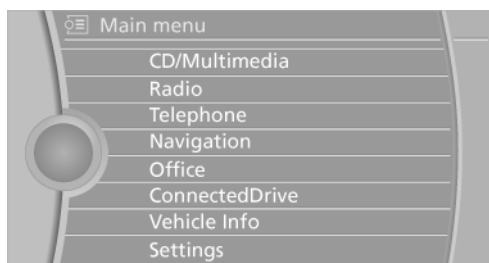 Main menu
CD/Multimedia
Radio
Telephone
Navigation
Office
ConnectedDrive
Vehicle Info
Settings